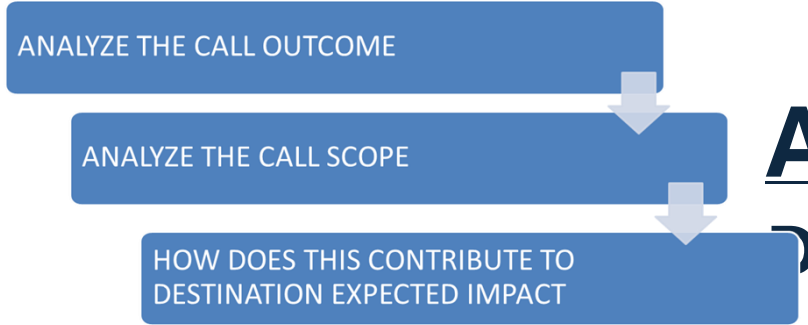 ANALYZE THE CALL OUTCOME
ANALYZE THE CALL SCOPE
HOW DOES THIS CONTRIBUTE TO
DESTINATION EXPECTED IMPACT